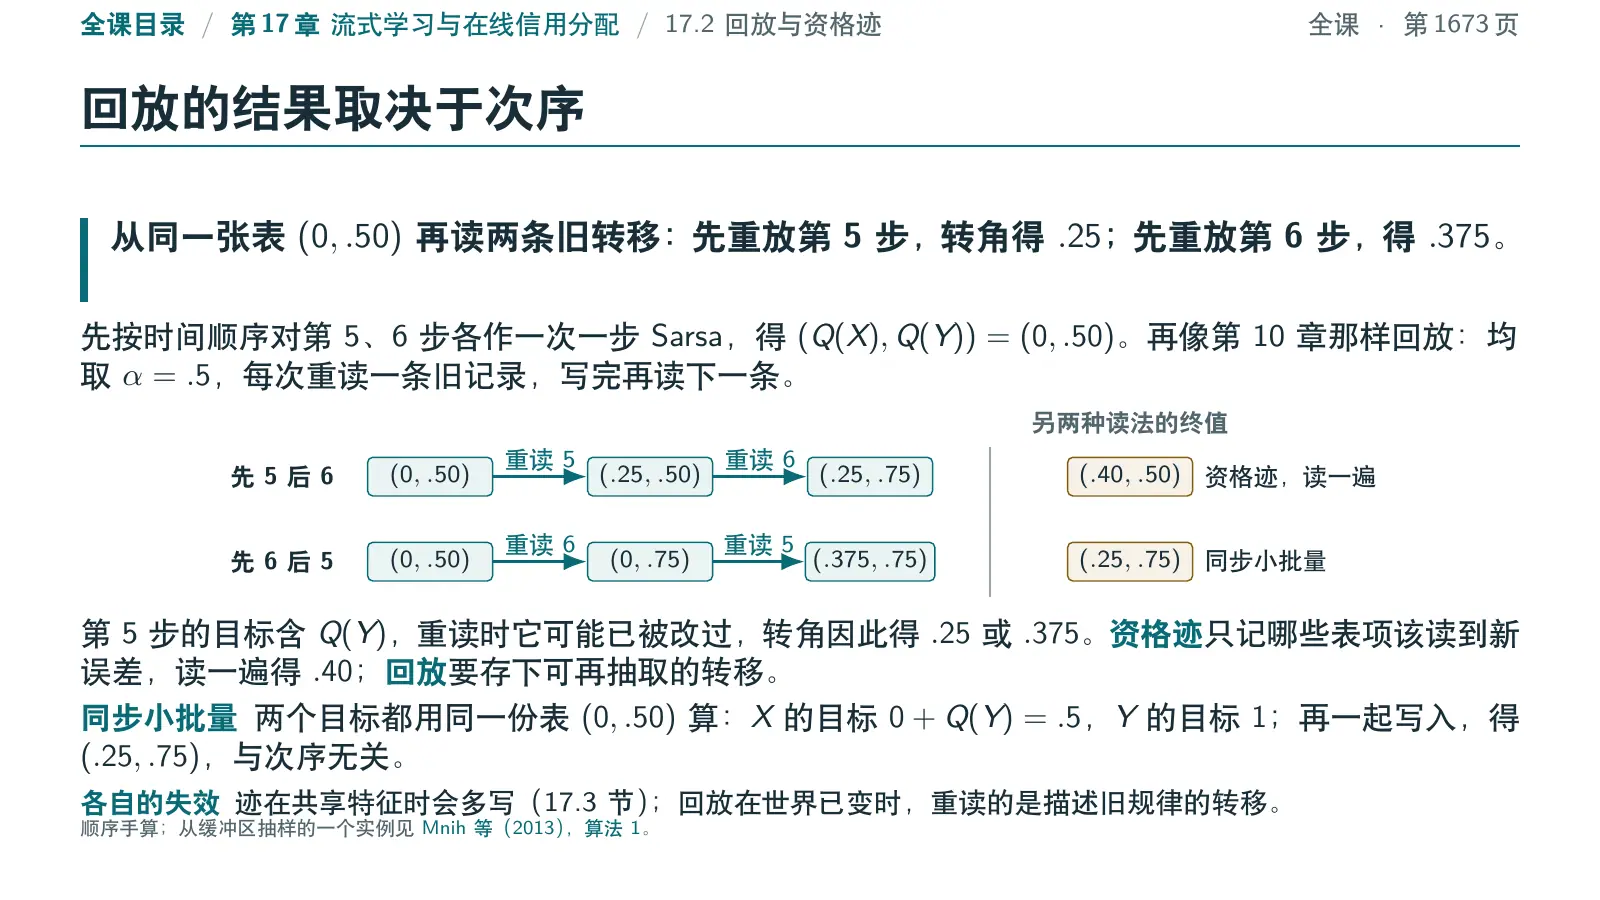 全课目录 / 第 17 章 流式学习与在线信用分配 / 17.2 回放与资格迹
全课 · 第 1673 页
回放的结果取决于次序
从同一张表 (0, .50) 再读两条旧转移：先重放第 5 步，转角得 .25；先重放第 6 步，得 .375。
先按时间顺序对第 5、6 步各作一次一步 Sarsa，得 (Q(X), Q(Y)) = (0, .50)。再像第 10 章那样回放：均
取 α = .5，每次重读一条旧记录，写完再读下一条。
另两种读法的终值
先 5 后 6 (0, .50) 重读 5 (.25, .50) 重读 6 (.25, .75) (.40, .50) 资格迹，读一遍
先 6 后 5 (0, .50) 重读 6 (0, .75) 重读 5 (.375, .75) (.25, .75) 同步小批量
第 5 步的目标含 Q(Y)，重读时它可能已被改过，转角因此得 .25 或 .375。资格迹只记哪些表项该读到新
误差，读一遍得 .40；回放要存下可再抽取的转移。
同步小批量 两个目标都用同一份表 (0, .50) 算：X 的目标 0 + Q(Y) = .5，Y 的目标 1；再一起写入，得
(.25, .75)，与次序无关。
各自的失效 迹在共享特征时会多写（17.3 节）；回放在世界已变时，重读的是描述旧规律的转移。
顺序手算；从缓冲区抽样的一个实例见 Mnih 等（2013），算法 1。